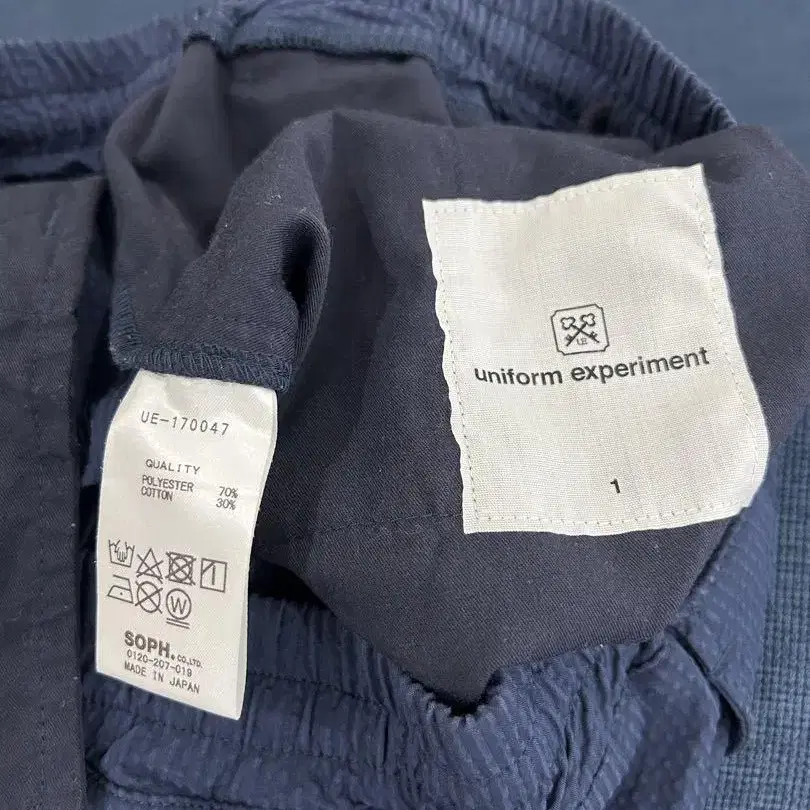 UE-170047
QUALITY
POLYESTER 70%
COTTON 30%
W
SOPH.CO.,LTD.
0120-207-019
MADE IN JAPAN
UE
uniform experiment
1